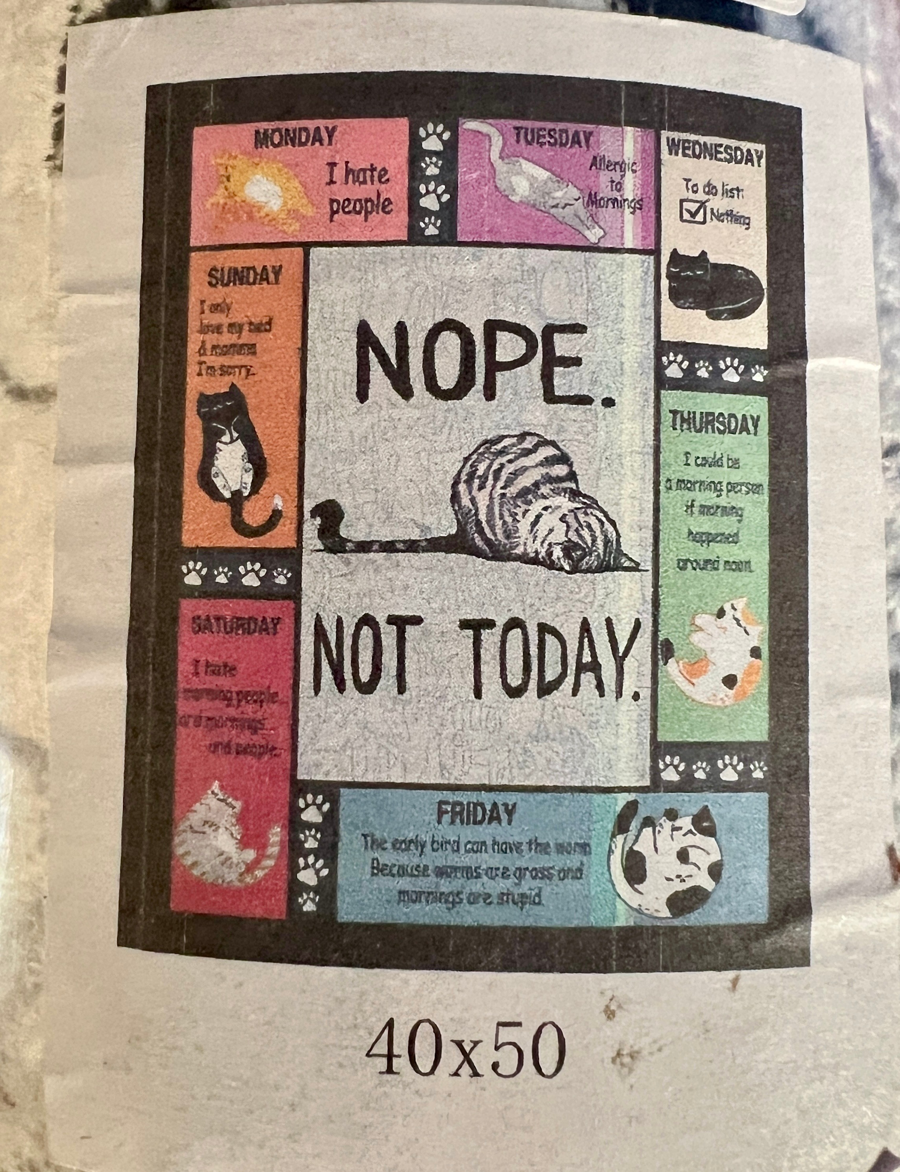 MONDAY
I hate
people
TUESDAY
Allergic
to
Mornings
WEDNESDAY
To do list:
Nothing
SUNDAY
I only
love my bed
& momma
I'm sorry.
NOPE.
NOT TODAY.
THURSDAY
I could be
a morning person
if morning
happened
around noon.
SATURDAY
I hate
morning people
and mornings...
and people.
FRIDAY
The early bird can have the worm
Because worms are gross and
mornings are stupid.
40x50